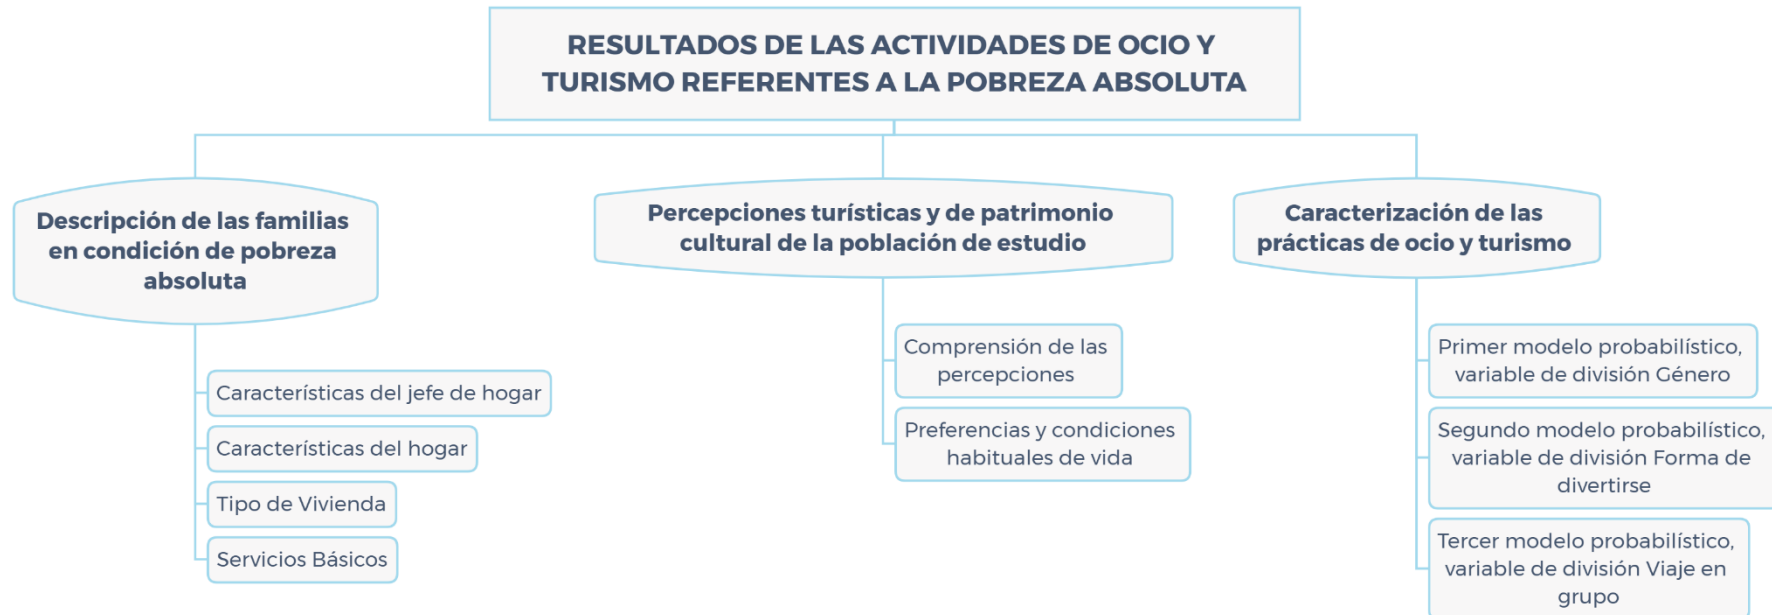 RESULTADOS DE LAS ACTIVIDADES DE OCIO Y
TURISMO REFERENTES A LA POBREZA ABSOLUTA
Descripción de las familias
en condición de pobreza
absoluta
Características del jefe de hogar
Características del hogar
Tipo de Vivienda
Servicios Básicos
Percepciones turísticas y de patrimonio
cultural de la población de estudio
Comprensión de las
percepciones
Preferencias y condiciones
habituales de vida
Caracterización de las
prácticas de ocio y turismo
Primer modelo probabilístico,
variable de división Género
Segundo modelo probabilístico,
variable de división Forma de
divertirse
Tercer modelo probabilístico,
variable de división Viaje en
grupo